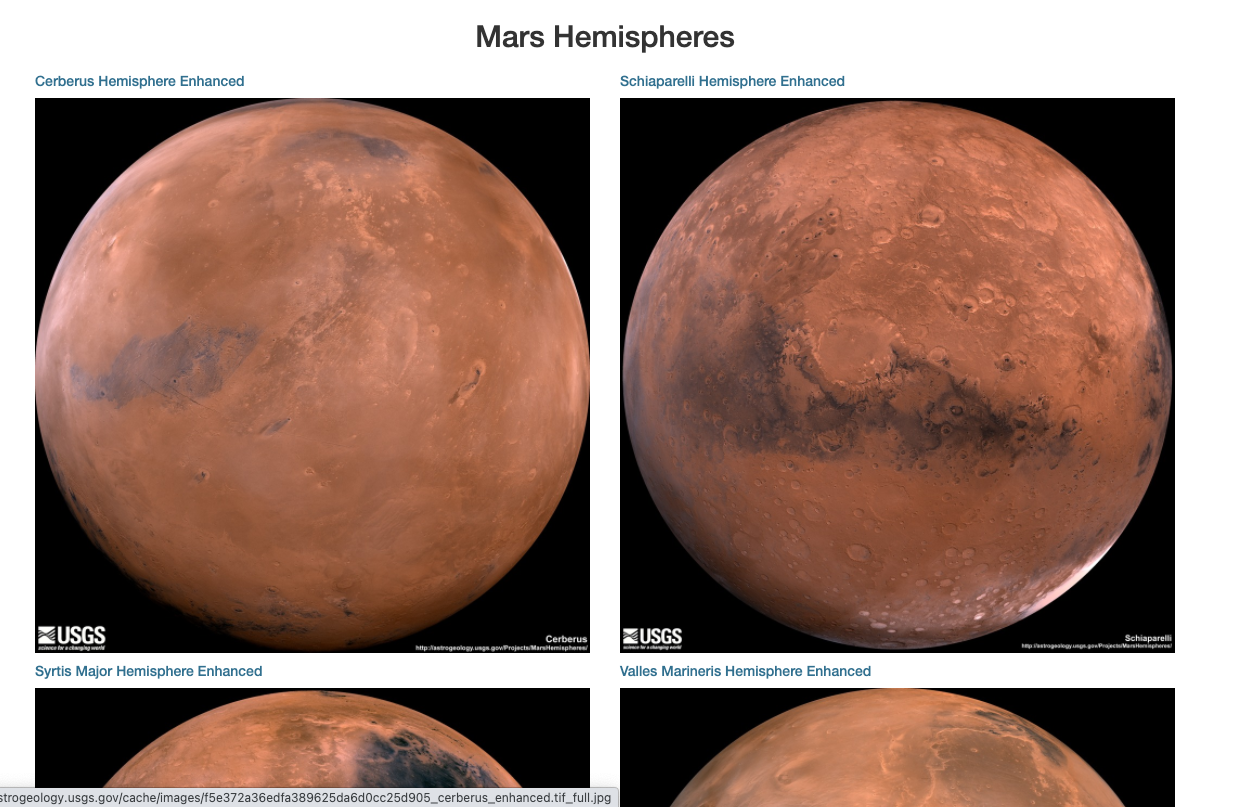 Mars Hemispheres
Cerberus Hemisphere Enhanced
Schiaparelli Hemisphere Enhanced
USGS
science for a changing world
Cerberus
http://astrogeology.usgs.gov/Projects/MarsHemispheres/
USGS
science for a changing world
Schiaparelli
http://astrogeology.usgs.gov/Projects/MarsHemispheres/
Syrtis Major Hemisphere Enhanced
Valles Marineris Hemisphere Enhanced
strogeology.usgs.gov/cache/images/f5e372a36edfa389625da6d0cc25d905_cerberus_enhanced.tif_full.jpg